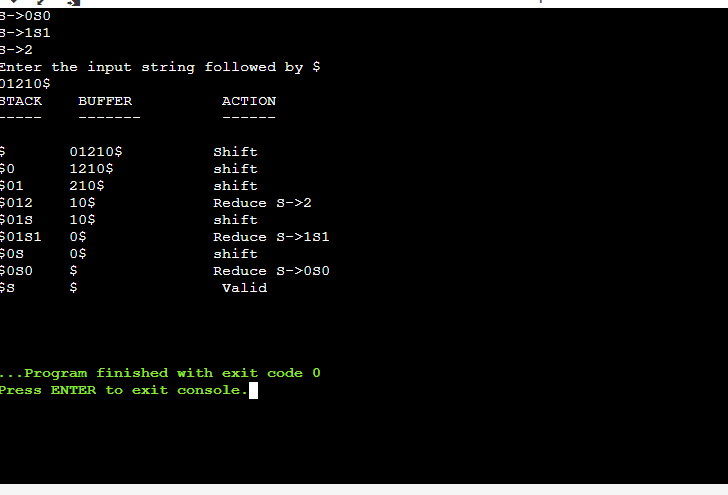 S->0S0
S->1S1
S->2
Enter the input string followed by $
01210$
STACK BUFFER ACTION
----- ------- ------
$ 01210$ Shift
$0 1210$ shift
$01 210$ shift
$012 10$ Reduce S->2
$01S 10$ shift
$01S1 0$ Reduce S->1S1
$0S 0$ shift
$0S0 $ Reduce S->0S0
$S $ Valid
...Program finished with exit code 0
Press ENTER to exit console.